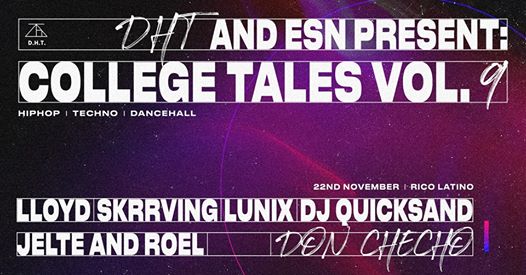 D.H.T.
DHT AND ESN PRESENT:
COLLEGE TALES VOL. 9
HIPHOP | TECHNO | DANCEHALL
22ND NOVEMBER | RICO LATINO
LLOYD SKRRVING LUNIX DJ QUICKSAND
JELTE AND ROEL DON CHECHO